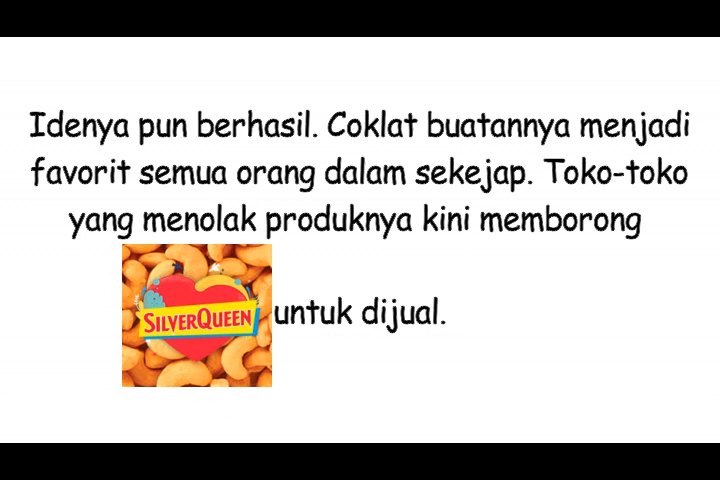 Idenya pun berhasil. Coklat buatannya menjadi
favorit semua orang dalam sekejap. Toko-toko
yang menolak produknya kini memborong
SILVERQUEEN untuk dijual.